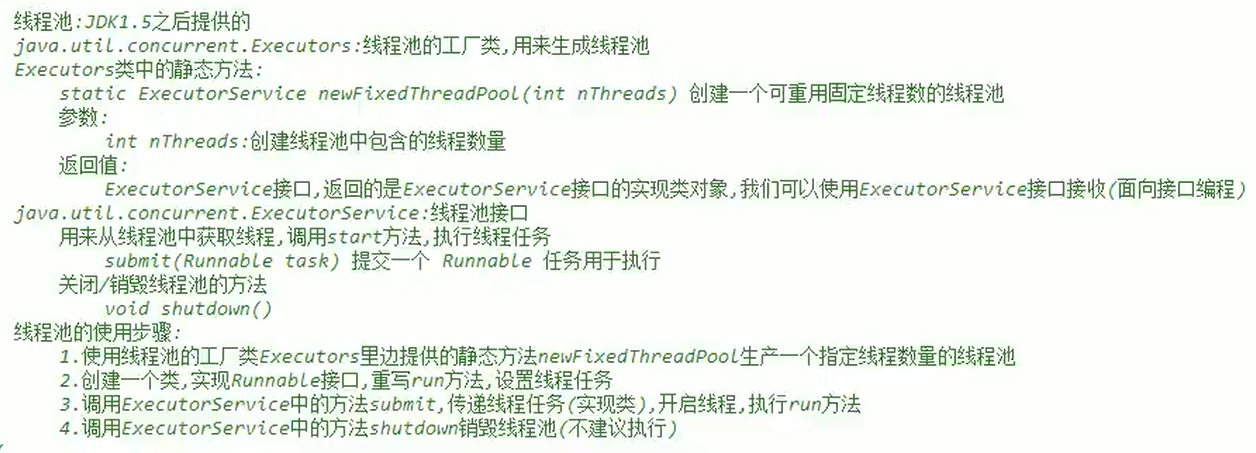 线程池:JDK1.5之后提供的
java.util.concurrent.Executors:线程池的工厂类,用来生成线程池
Executors类中的静态方法:
static ExecutorService newFixedThreadPool(int nThreads) 创建一个可重用固定线程数的线程池
参数:
int nThreads:创建线程池中包含的线程数量
返回值:
ExecutorService接口,返回的是ExecutorService接口的实现类对象,我们可以使用ExecutorService接口接收(面向接口编程)
java.util.concurrent.ExecutorService:线程池接口
用来从线程池中获取线程,调用start方法,执行线程任务
submit(Runnable task) 提交一个 Runnable 任务用于执行
关闭/销毁线程池的方法
void shutdown()
线程池的使用步骤:
1.使用线程池的工厂类Executors里边提供的静态方法newFixedThreadPool生产一个指定线程数量的线程池
2.创建一个类,实现Runnable接口,重写run方法,设置线程任务
3.调用ExecutorService中的方法submit,传递线程任务(实现类),开启线程,执行run方法
4.调用ExecutorService中的方法shutdown销毁线程池(不建议执行)